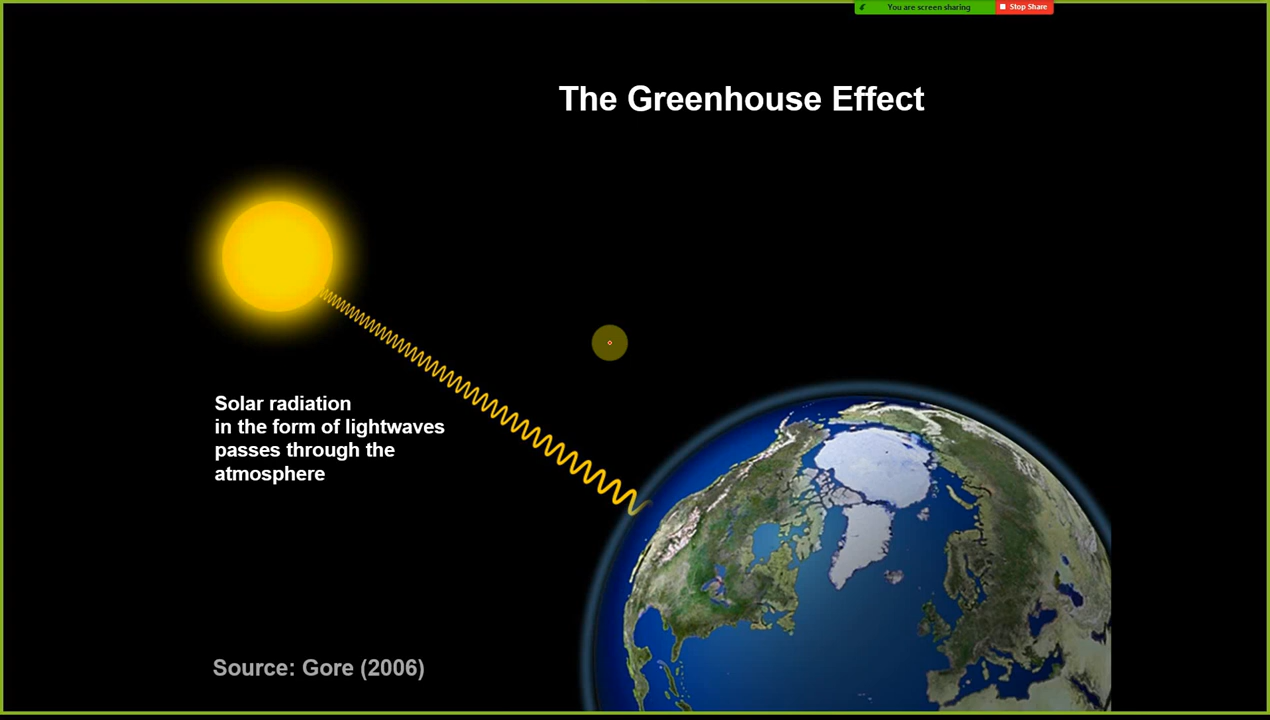 You are screen sharing
Stop Share
The Greenhouse Effect
Solar radiation
in the form of lightwaves
passes through the
atmosphere
Source: Gore (2006)